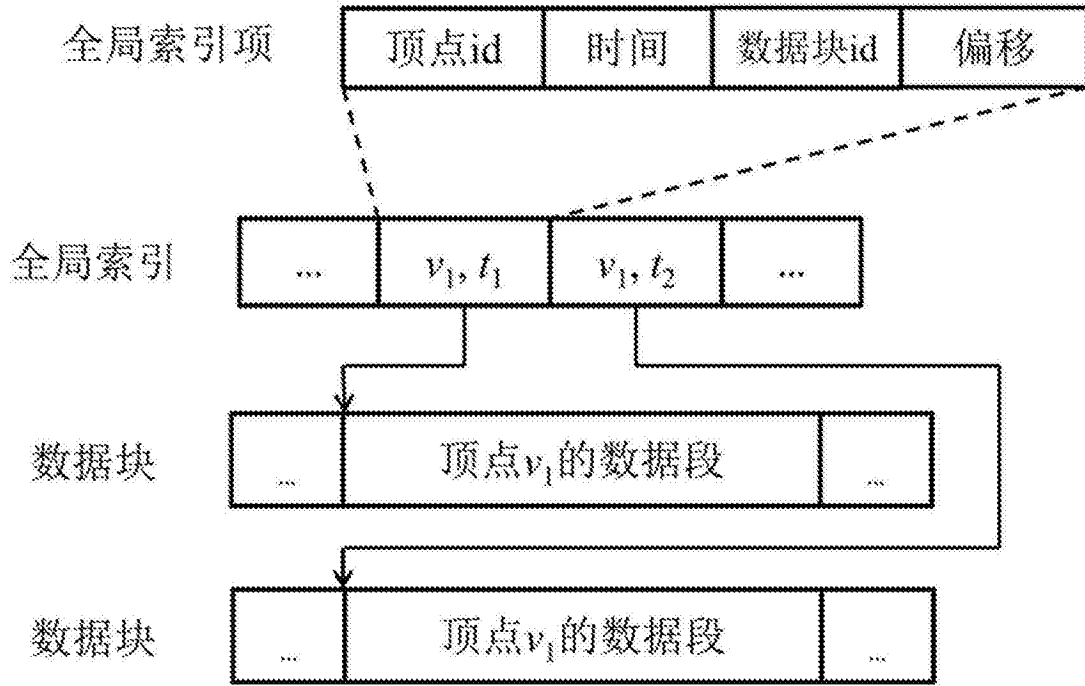 全局索引项 顶点id 时间 数据块id 偏移
全局索引 ... v₁, t₁ v₁, t₂ ...
数据块 ... 顶点v₁的数据段 ...
数据块 ... 顶点v₁的数据段 ...